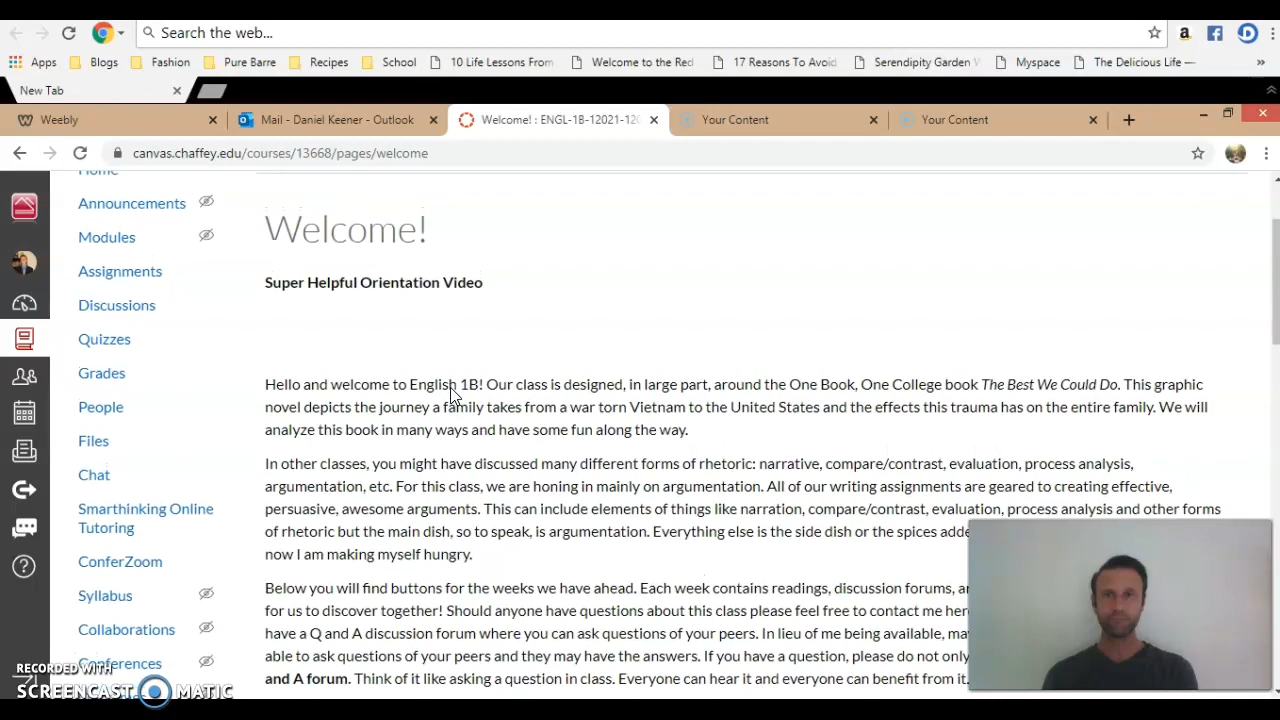 Search the web...
Apps Blogs Fashion Pure Barre Recipes School 10 Life Lessons From Welcome to the Red 17 Reasons To Avoid Serendipity Garden Myspace The Delicious Life — »
New Tab
Weebly Mail - Daniel Keener - Outlook Welcome! : ENGL-1B-12021-120 Your Content Your Content
canvas.chaffey.edu/courses/13668/pages/welcome
Home
Announcements
Modules
Assignments
Discussions
Quizzes
Grades
People
Files
Chat
Smarthinking Online
Tutoring
ConferZoom
Syllabus
Collaborations
Conferences
Welcome!
Super Helpful Orientation Video
Hello and welcome to English 1B! Our class is designed, in large part, around the One Book, One College book The Best We Could Do. This graphic
novel depicts the journey a family takes from a war torn Vietnam to the United States and the effects this trauma has on the entire family. We will
analyze this book in many ways and have some fun along the way.
In other classes, you might have discussed many different forms of rhetoric: narrative, compare/contrast, evaluation, process analysis,
argumentation, etc. For this class, we are honing in mainly on argumentation. All of our writing assignments are geared to creating effective,
persuasive, awesome arguments. This can include elements of things like narration, compare/contrast, evaluation, process analysis and other forms
of rhetoric but the main dish, so to speak, is argumentation. Everything else is the side dish or the spices
now I am making myself hungry.
Below you will find buttons for the weeks we have ahead. Each week contains readings, discussion forums,
for us to discover together! Should anyone have questions about this class please feel free to contact me
have a Q and A discussion forum where you can ask questions of your peers. In lieu of me being available,
able to ask questions of your peers and they may have the answers. If you have a question, please do not only
and A forum. Think of it like asking a question in class. Everyone can hear it and everyone can benefit from it.
RECORDED WITH
SCREENCAST MATIC